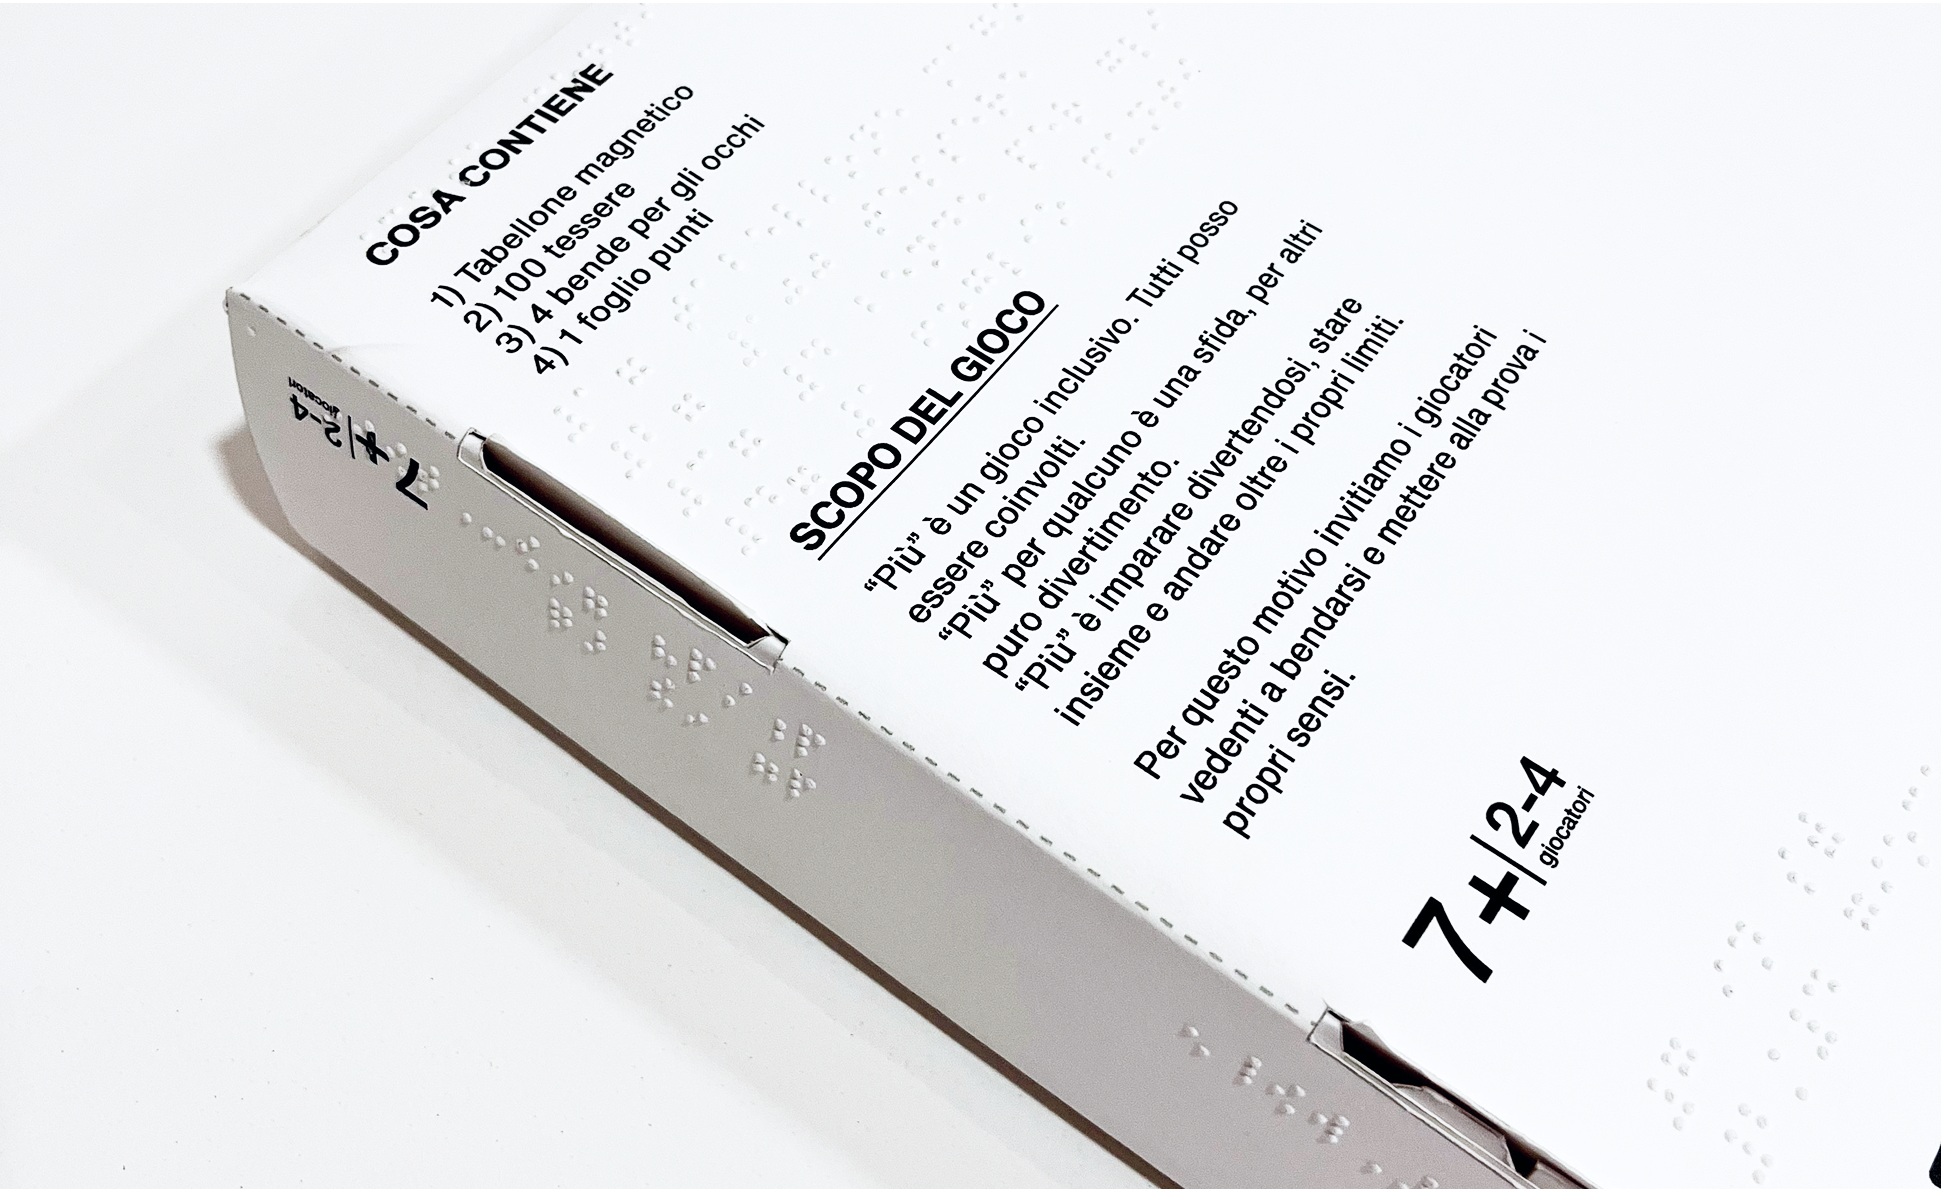 COSA CONTIENE
1) Tabellone magnetico
2) 100 tessere
3) 4 bende per gli occhi
4) 1 foglio punti
SCOPO DEL GIOCO
“Più” è un gioco inclusivo. Tutti posso
essere coinvolti.
“Più” per qualcuno è una sfida, per altri
puro divertimento.
“Più” è imparare divertendosi, stare
insieme e andare oltre i propri limiti.
Per questo motivo invitiamo i giocatori
vedenti a bendarsi e mettere alla prova i
propri sensi.
7+|2-4
giocatori
7+|2-4
giocatori